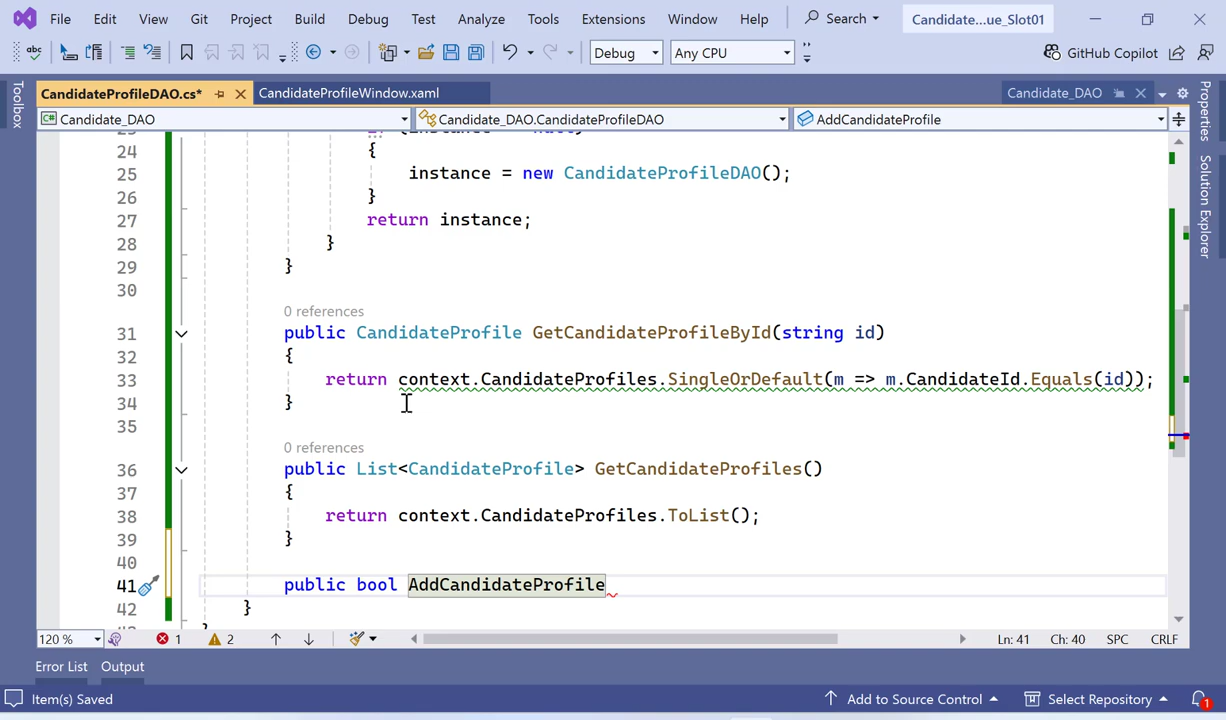 File Edit View Git Project Build Debug Test Analyze Tools Extensions Window Help Search Candidate...ue_Slot01
abc Debug Any CPU GitHub Copilot
Toolbox
CandidateProfileDAO.cs* CandidateProfileWindow.xaml Candidate_DAO
Candidate_DAO Candidate_DAO.CandidateProfileDAO AddCandidateProfile
Properties
Solution Explorer
24 {
25 instance = new CandidateProfileDAO();
26 }
27 return instance;
28 }
29 }
30
0 references
31 public CandidateProfile GetCandidateProfileById(string id)
32 {
33 return context.CandidateProfiles.SingleOrDefault(m => m.CandidateId.Equals(id));
34 }
35
0 references
36 public List<CandidateProfile> GetCandidateProfiles()
37 {
38 return context.CandidateProfiles.ToList();
39 }
40
41 public bool AddCandidateProfile
42 }
120 % 1 2 Ln: 41 Ch: 40 SPC CRLF
Error List Output
Item(s) Saved Add to Source Control Select Repository 1